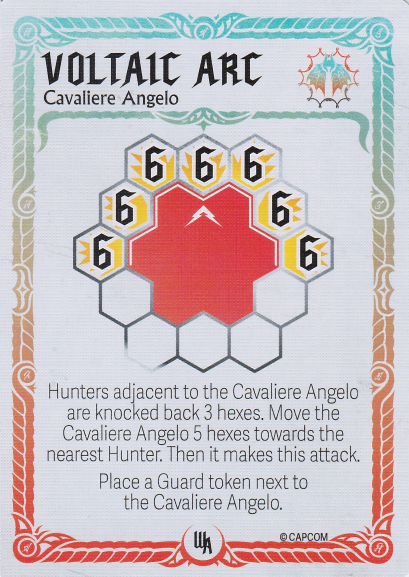 VOLTAIC ARC
Cavaliere Angelo
6 6 6
6 6
6 6
Hunters adjacent to the Cavaliere Angelo
are knocked back 3 hexes. Move the
Cavaliere Angelo 5 hexes towards the
nearest Hunter. Then it makes this attack.
Place a Guard token next to
the Cavaliere Angelo.
© CAPCOM